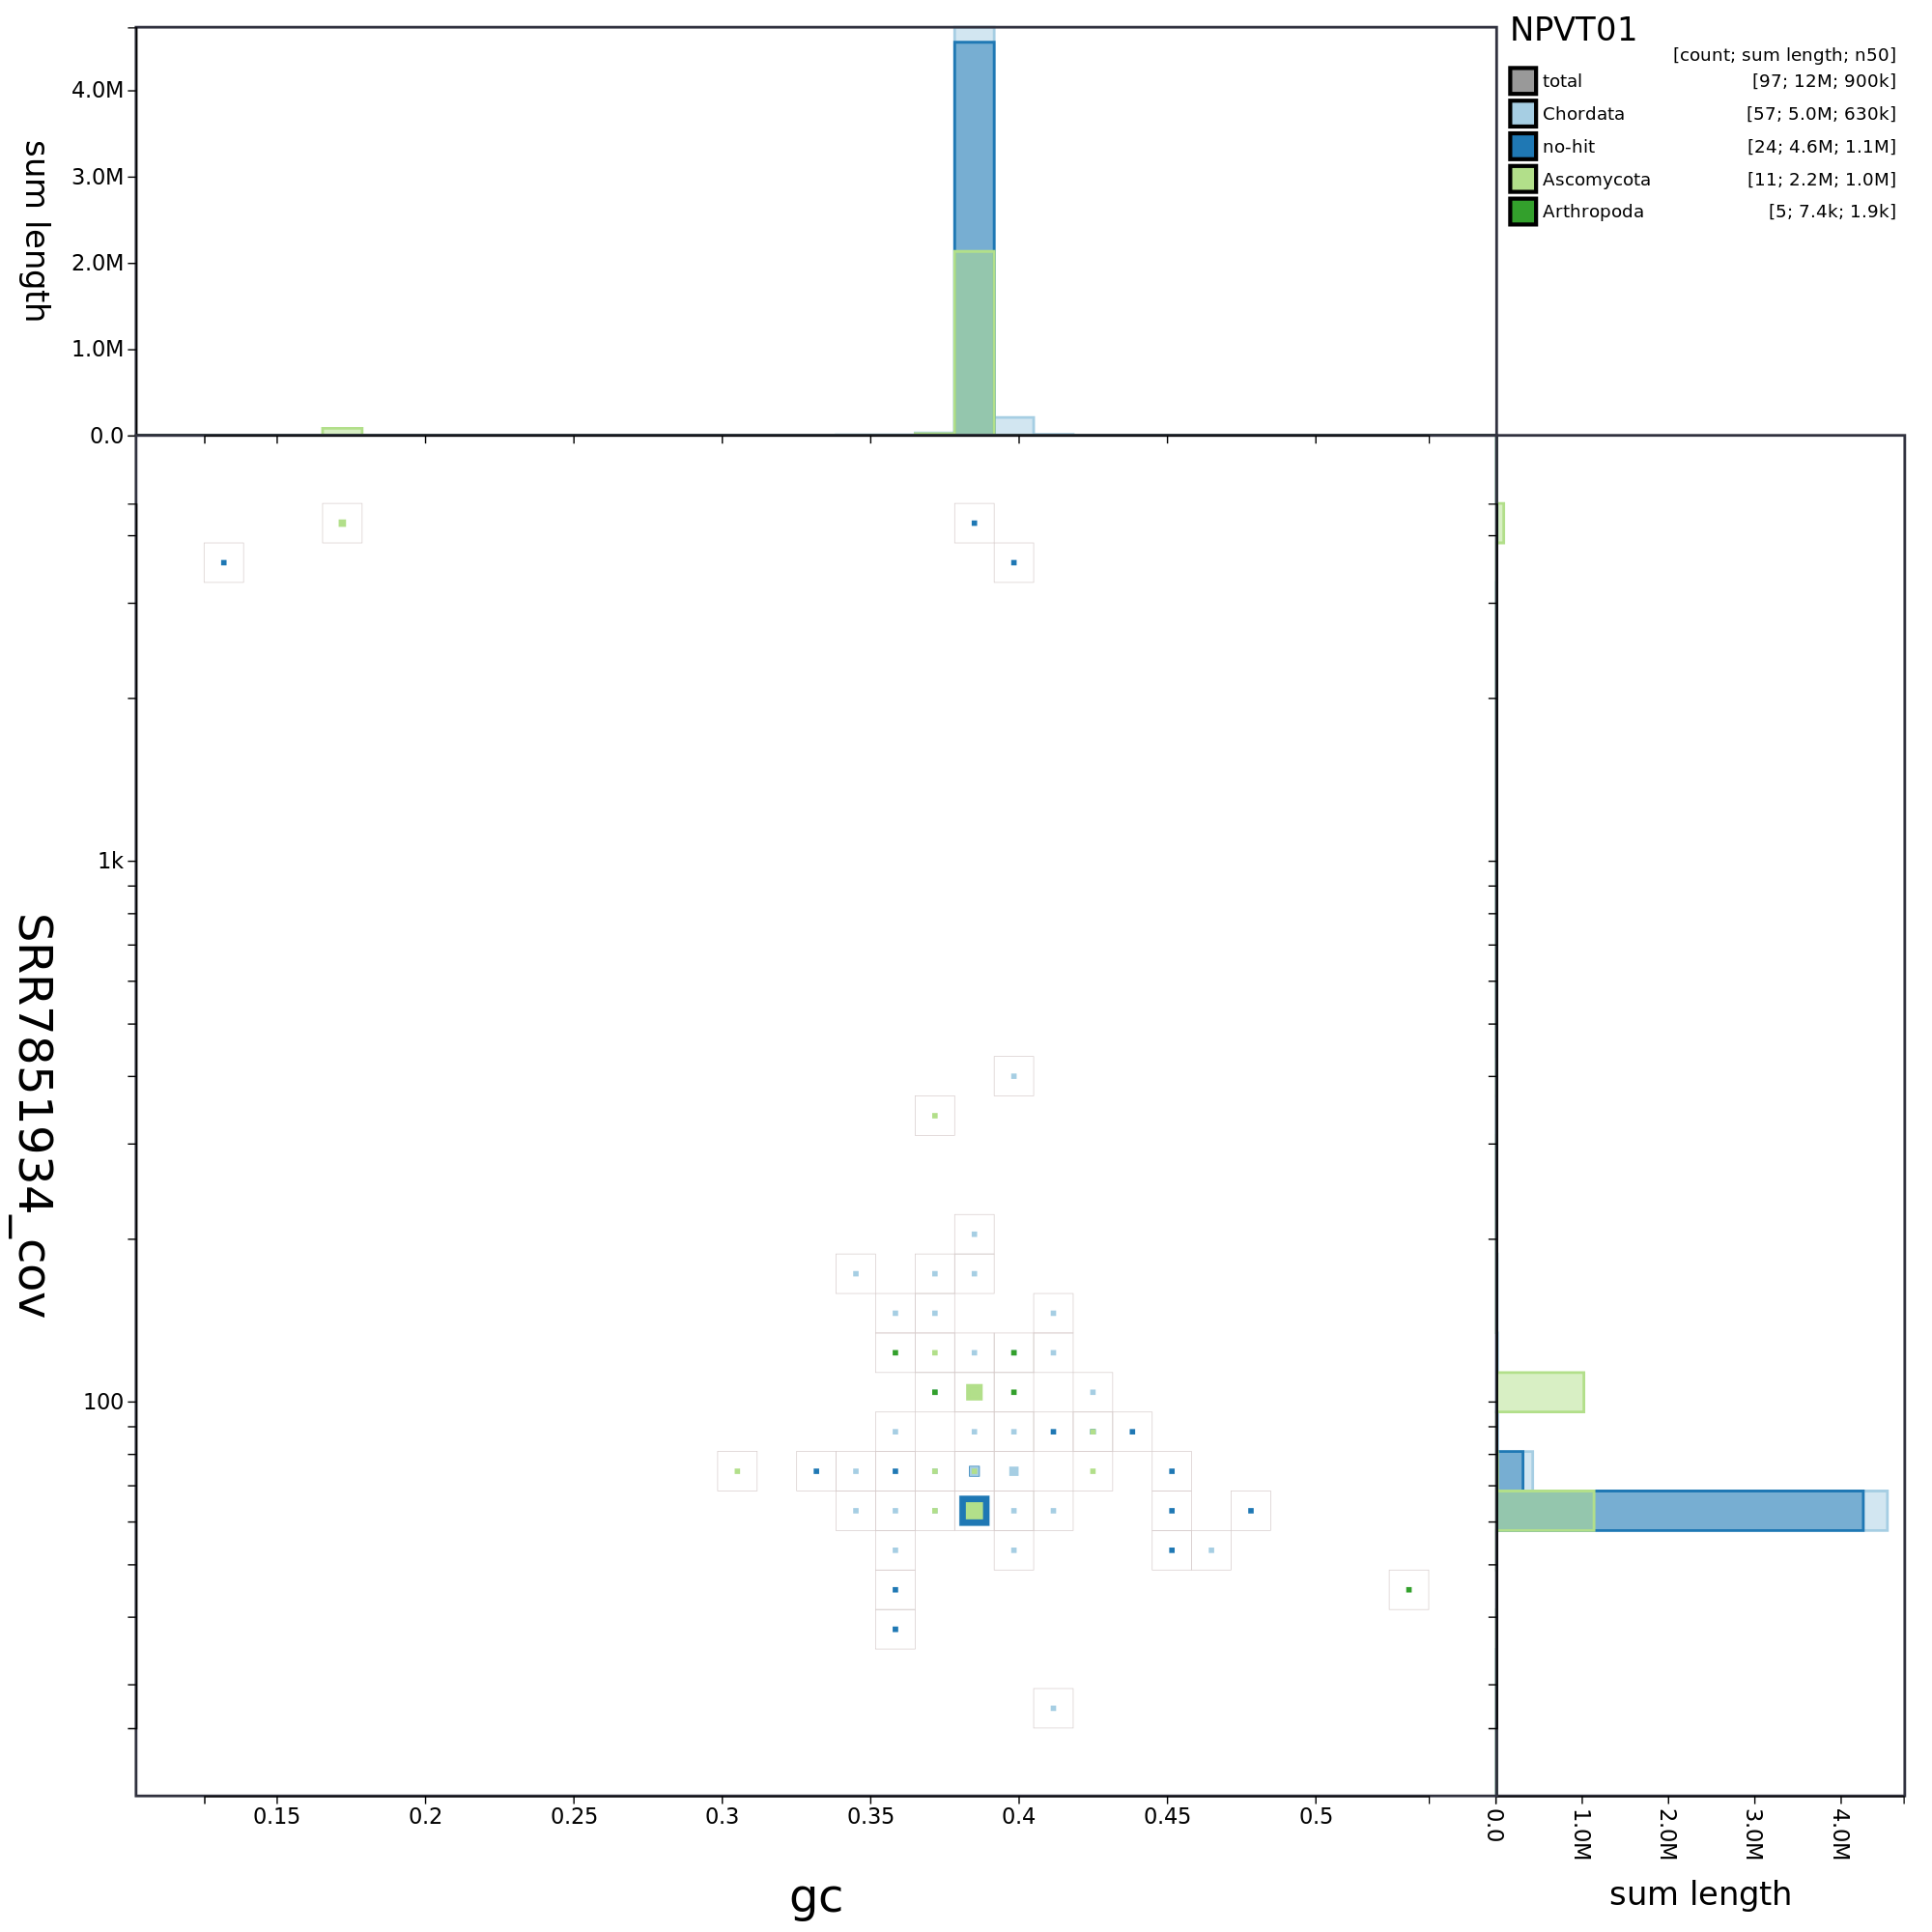 NPVT01
[count; sum length; n50]
total [97; 12M; 900k]
Chordata [57; 5.0M; 630k]
no-hit [24; 4.6M; 1.1M]
Ascomycota [11; 2.2M; 1.0M]
Arthropoda [5; 7.4k; 1.9k]
sum length
4.0M
3.0M
2.0M
1.0M
0.0
SRR7851934_cov
1k
100
0.15 0.2 0.25 0.3 0.35 0.4 0.45 0.5
gc
0.0 1.0M 2.0M 3.0M 4.0M
sum length